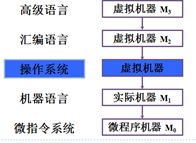 高级语言 虚拟机器 M3
汇编语言 虚拟机器 M2
操作系统 虚拟机器
机器语言 实际机器 M1
微指令系统 微程序机器 M0